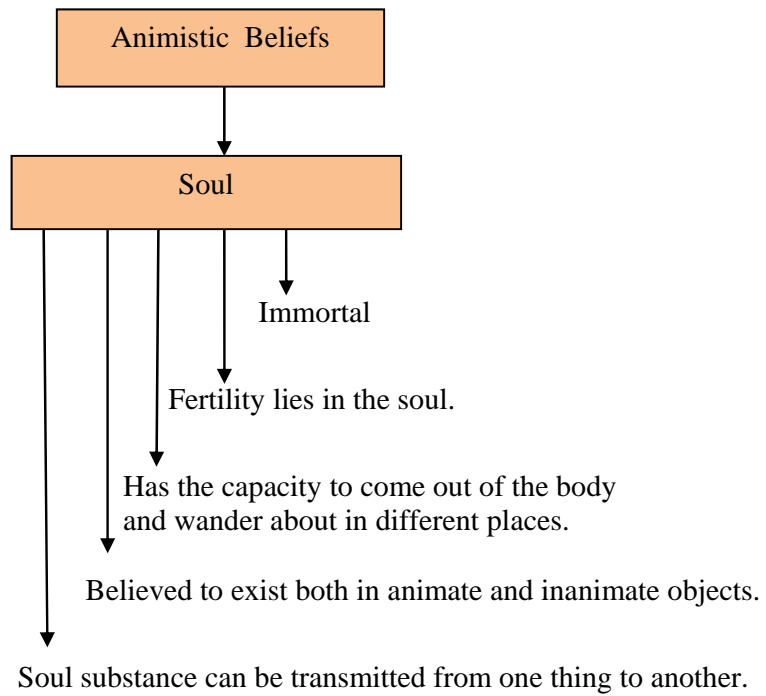 Animistic Beliefs
Soul
Immortal
Fertility lies in the soul.
Has the capacity to come out of the body
and wander about in different places.
Believed to exist both in animate and inanimate objects.
Soul substance can be transmitted from one thing to another.